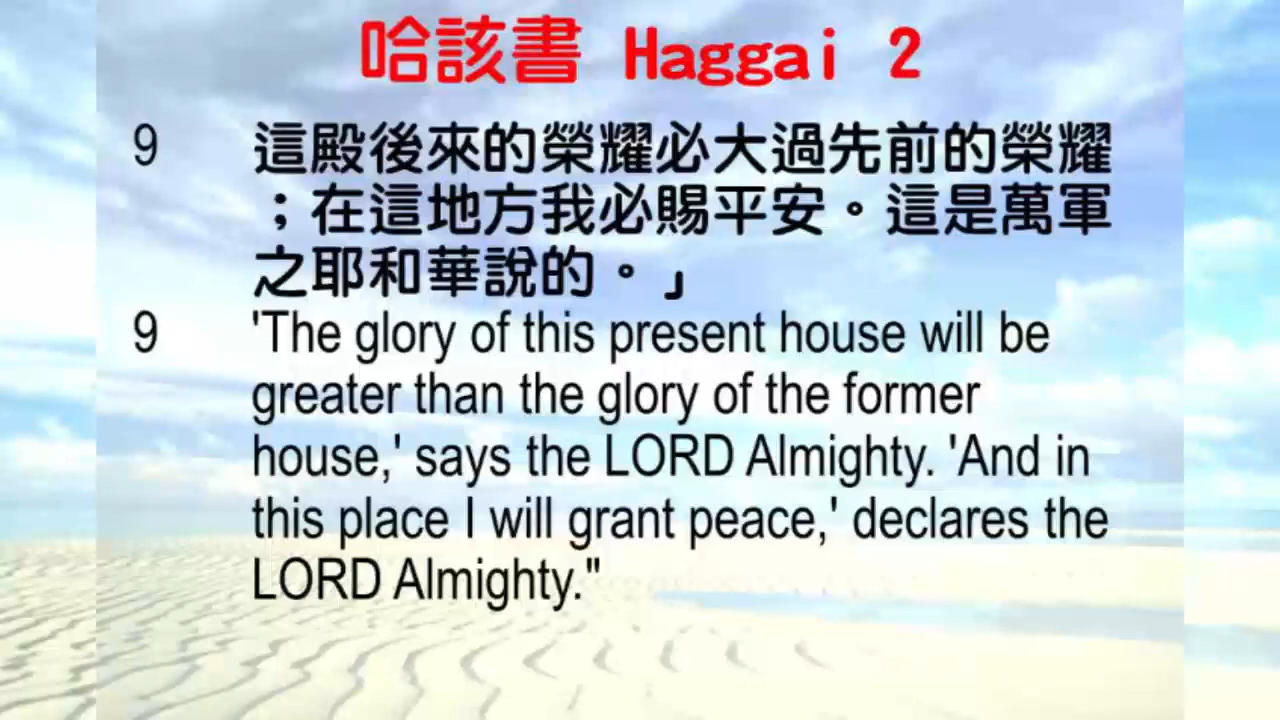 哈該書 Haggai 2
9 這殿後來的榮耀必大過先前的榮耀
；在這地方我必賜平安。這是萬軍
之耶和華說的。」
9 'The glory of this present house will be
greater than the glory of the former
house,' says the LORD Almighty. 'And in
this place I will grant peace,' declares the
LORD Almighty."